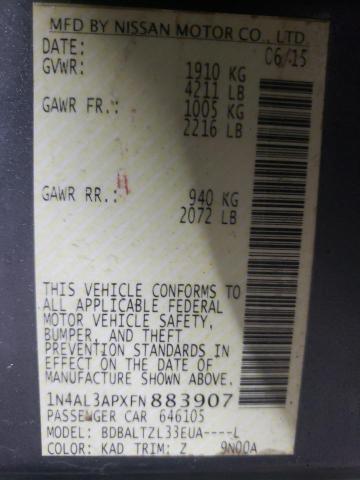 MFD BY NISSAN MOTOR CO., LTD.
DATE: 06/15
GVWR: 1910 KG
4211 LB
GAWR FR.: 1005 KG
2216 LB
GAWR RR.: 940 KG
2072 LB
THIS VEHICLE CONFORMS TO
ALL APPLICABLE FEDERAL
MOTOR VEHICLE SAFETY,
BUMPER, AND THEFT
PREVENTION STANDARDS IN
EFFECT ON THE DATE OF
MANUFACTURE SHOWN ABOVE.
1N4AL3APXFN883907
PASSENGER CAR 646105
MODEL: BDBALTZL33EUA----L
COLOR: KAD TRIM: Z 9N00A